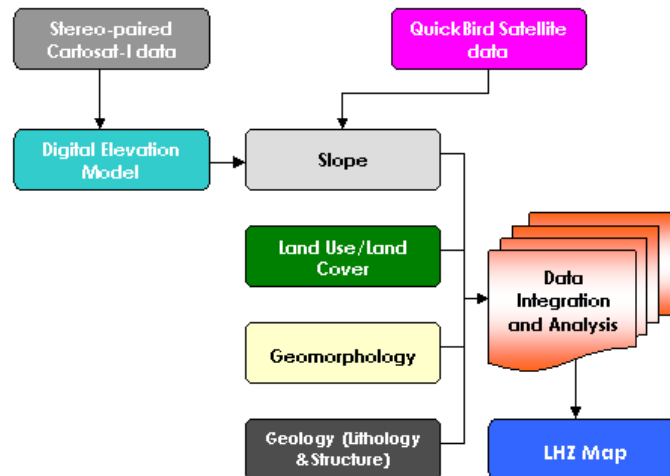 Stereo-paired
Cartosat-I data
QuickBird Satellite
data
Digital Elevation
Model
Slope
Land Use/Land
Cover
Data
Integration
and Analysis
Geomorphology
Geology (Lithology
&Structure)
LHZ Map